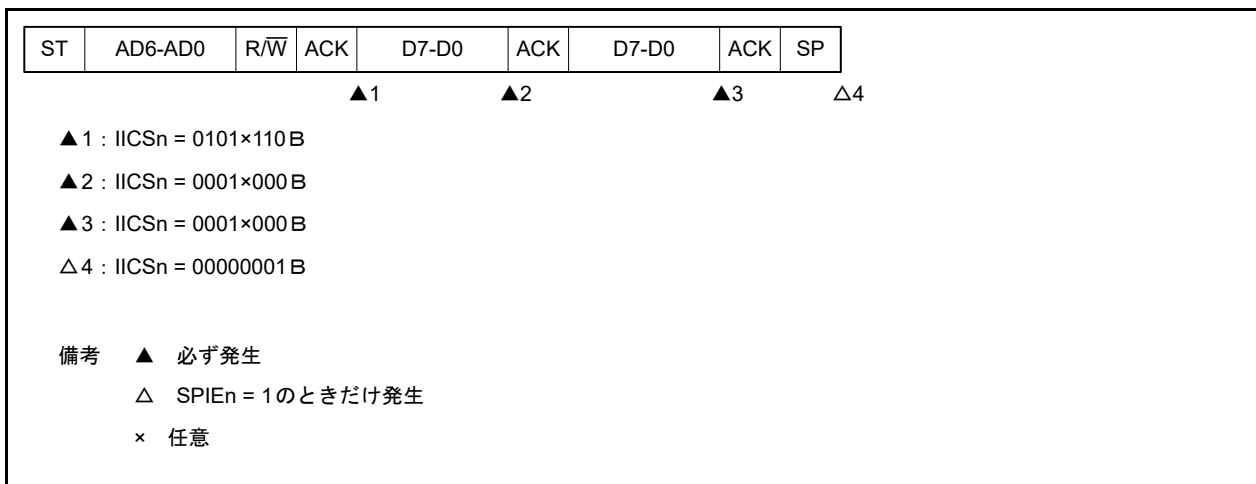 ST AD6-AD0 R/W̅ ACK D7-D0 ACK D7-D0 ACK SP
▲1 ▲2 ▲3 △4
▲1：IICSn = 0101×110B
▲2：IICSn = 0001×000B
▲3：IICSn = 0001×000B
△4：IICSn = 00000001B
備考 ▲ 必ず発生
△ SPIEn = 1のときだけ発生
× 任意